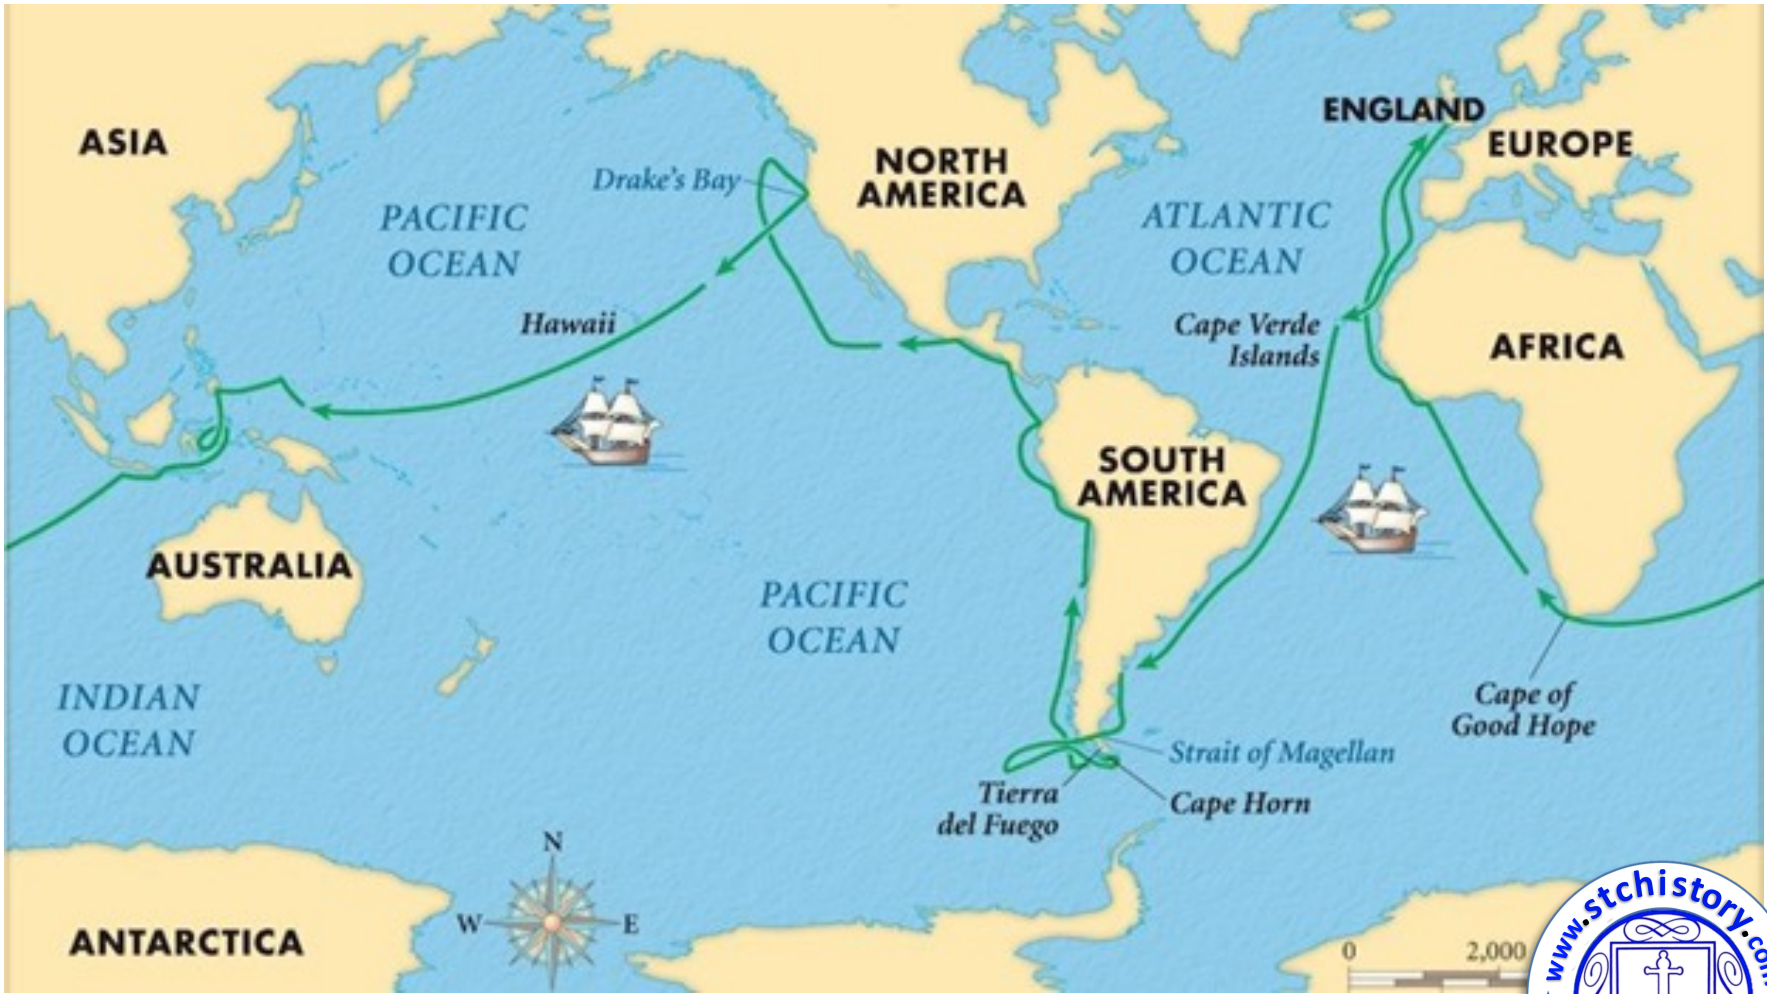 ENGLAND
EUROPE
ASIA
NORTH
AMERICA
Drake's Bay
PACIFIC
OCEAN
ATLANTIC
OCEAN
Hawaii
Cape Verde
Islands
AFRICA
SOUTH
AMERICA
AUSTRALIA
PACIFIC
OCEAN
INDIAN
OCEAN
Cape of
Good Hope
Strait of Magellan
Tierra
del Fuego
Cape Horn
N
W
E
ANTARCTICA
0
2,000
www.stchistory.com